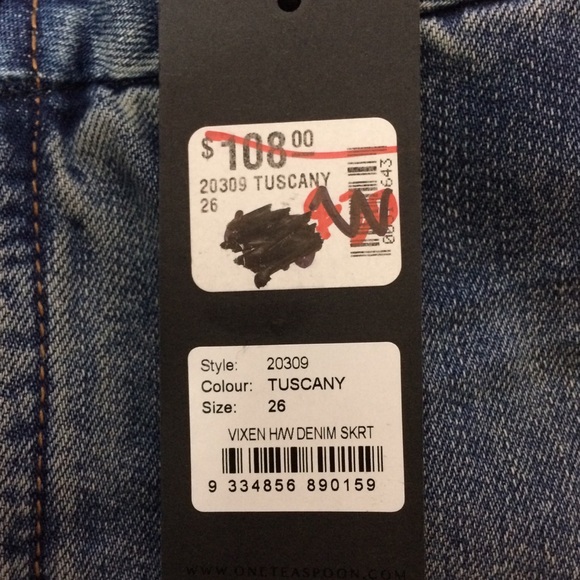 $108.00
20309 TUSCANY
26
Style: 20309
Colour: TUSCANY
Size: 26
VIXEN H/W DENIM SKRT
9 334856 890159
WWW.ONETEASPOON.COM